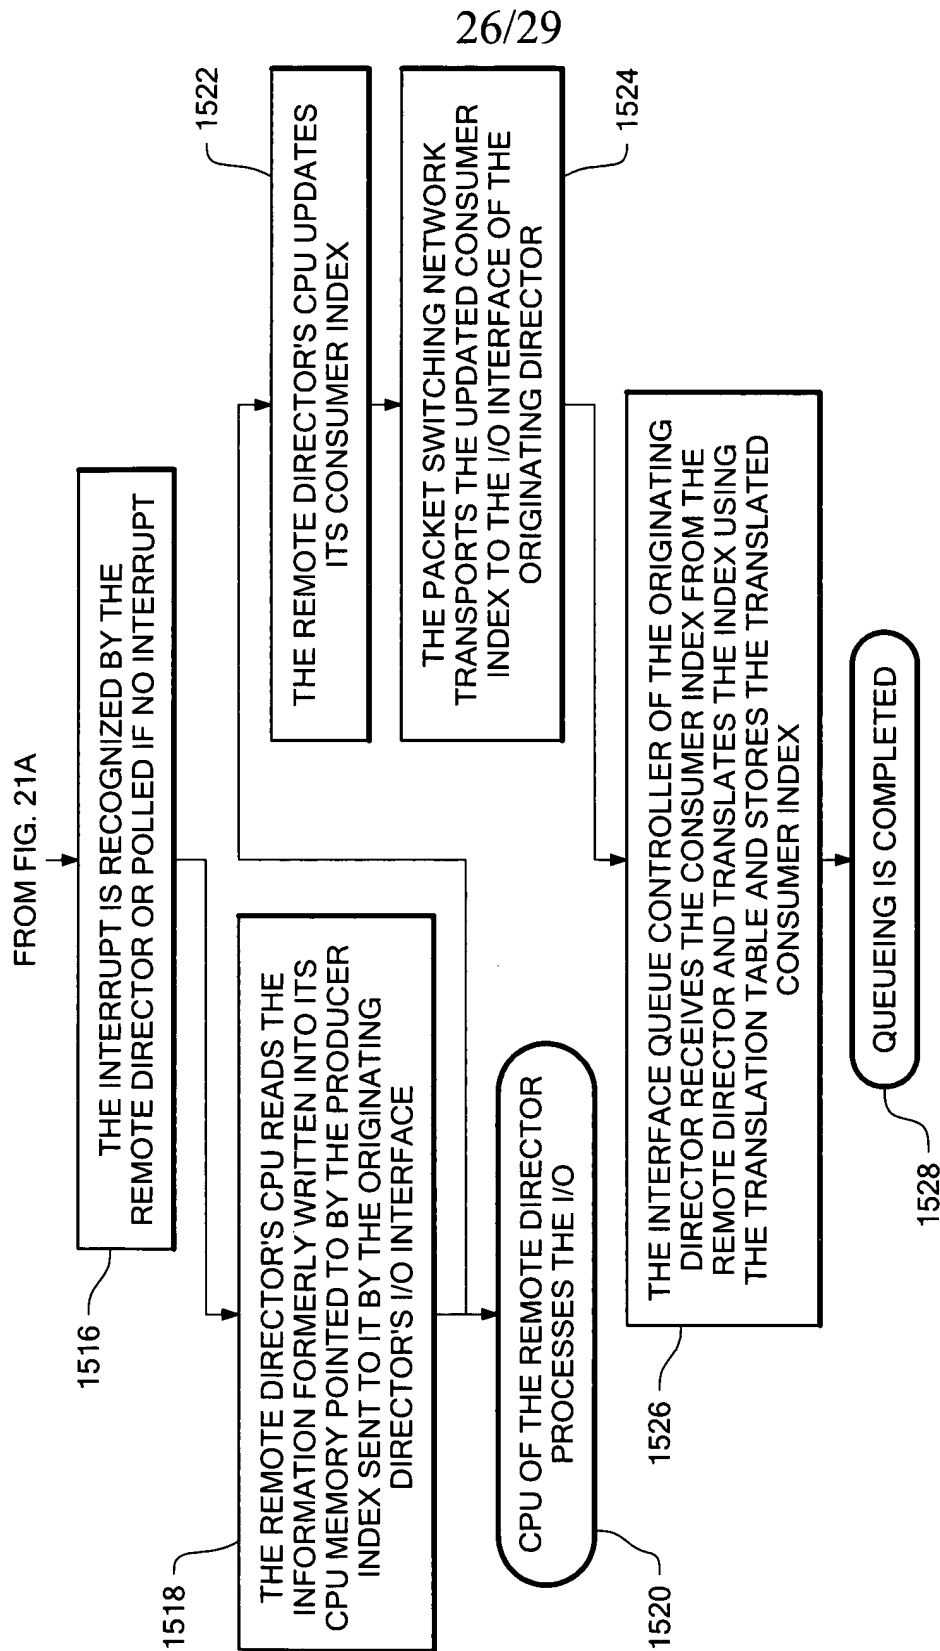 26/29
FROM FIG. 21A
THE INTERRUPT IS RECOGNIZED BY THE
REMOTE DIRECTOR OR POLLED IF NO INTERRUPT
1516
THE REMOTE DIRECTOR'S CPU READS THE
INFORMATION FORMERLY WRITTEN INTO ITS
CPU MEMORY POINTED TO BY THE PRODUCER
INDEX SENT TO IT BY THE ORIGINATING
DIRECTOR'S I/O INTERFACE
1518
CPU OF THE REMOTE DIRECTOR
PROCESSES THE I/O
1520
THE REMOTE DIRECTOR'S CPU UPDATES
ITS CONSUMER INDEX
1522
THE PACKET SWITCHING NETWORK
TRANSPORTS THE UPDATED CONSUMER
INDEX TO THE I/O INTERFACE OF THE
ORIGINATING DIRECTOR
1524
THE INTERFACE QUEUE CONTROLLER OF THE ORIGINATING
DIRECTOR RECEIVES THE CONSUMER INDEX FROM THE
REMOTE DIRECTOR AND TRANSLATES THE INDEX USING
THE TRANSLATION TABLE AND STORES THE TRANSLATED
CONSUMER INDEX
1526
QUEUEING IS COMPLETED
1528